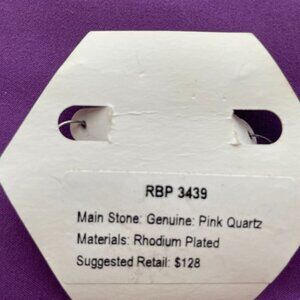 RBP 3439
Main Stone: Genuine: Pink Quartz
Materials: Rhodium Plated
Suggested Retail: $128